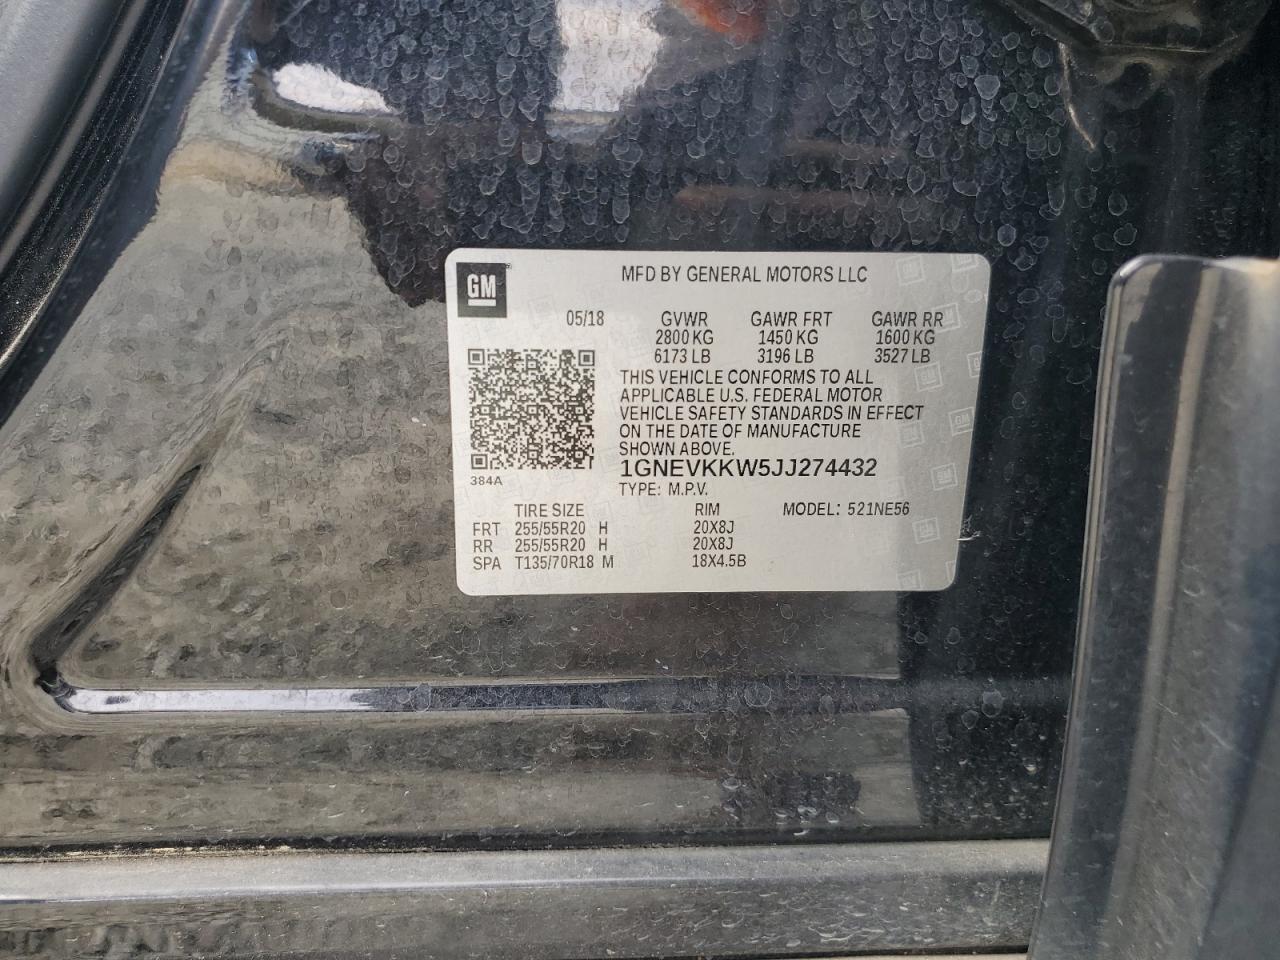 GM
MFD BY GENERAL MOTORS LLC
05/18 GVWR GAWR FRT GAWR RR
2800 KG 1450 KG 1600 KG
6173 LB 3196 LB 3527 LB
THIS VEHICLE CONFORMS TO ALL
APPLICABLE U.S. FEDERAL MOTOR
VEHICLE SAFETY STANDARDS IN EFFECT
ON THE DATE OF MANUFACTURE
SHOWN ABOVE.
384A
1GNEVKKW5JJ274432
TYPE: M.P.V.
TIRE SIZE RIM MODEL: 521NE56
FRT 255/55R20 H 20X8J
RR 255/55R20 H 20X8J
SPA T135/70R18 M 18X4.5B